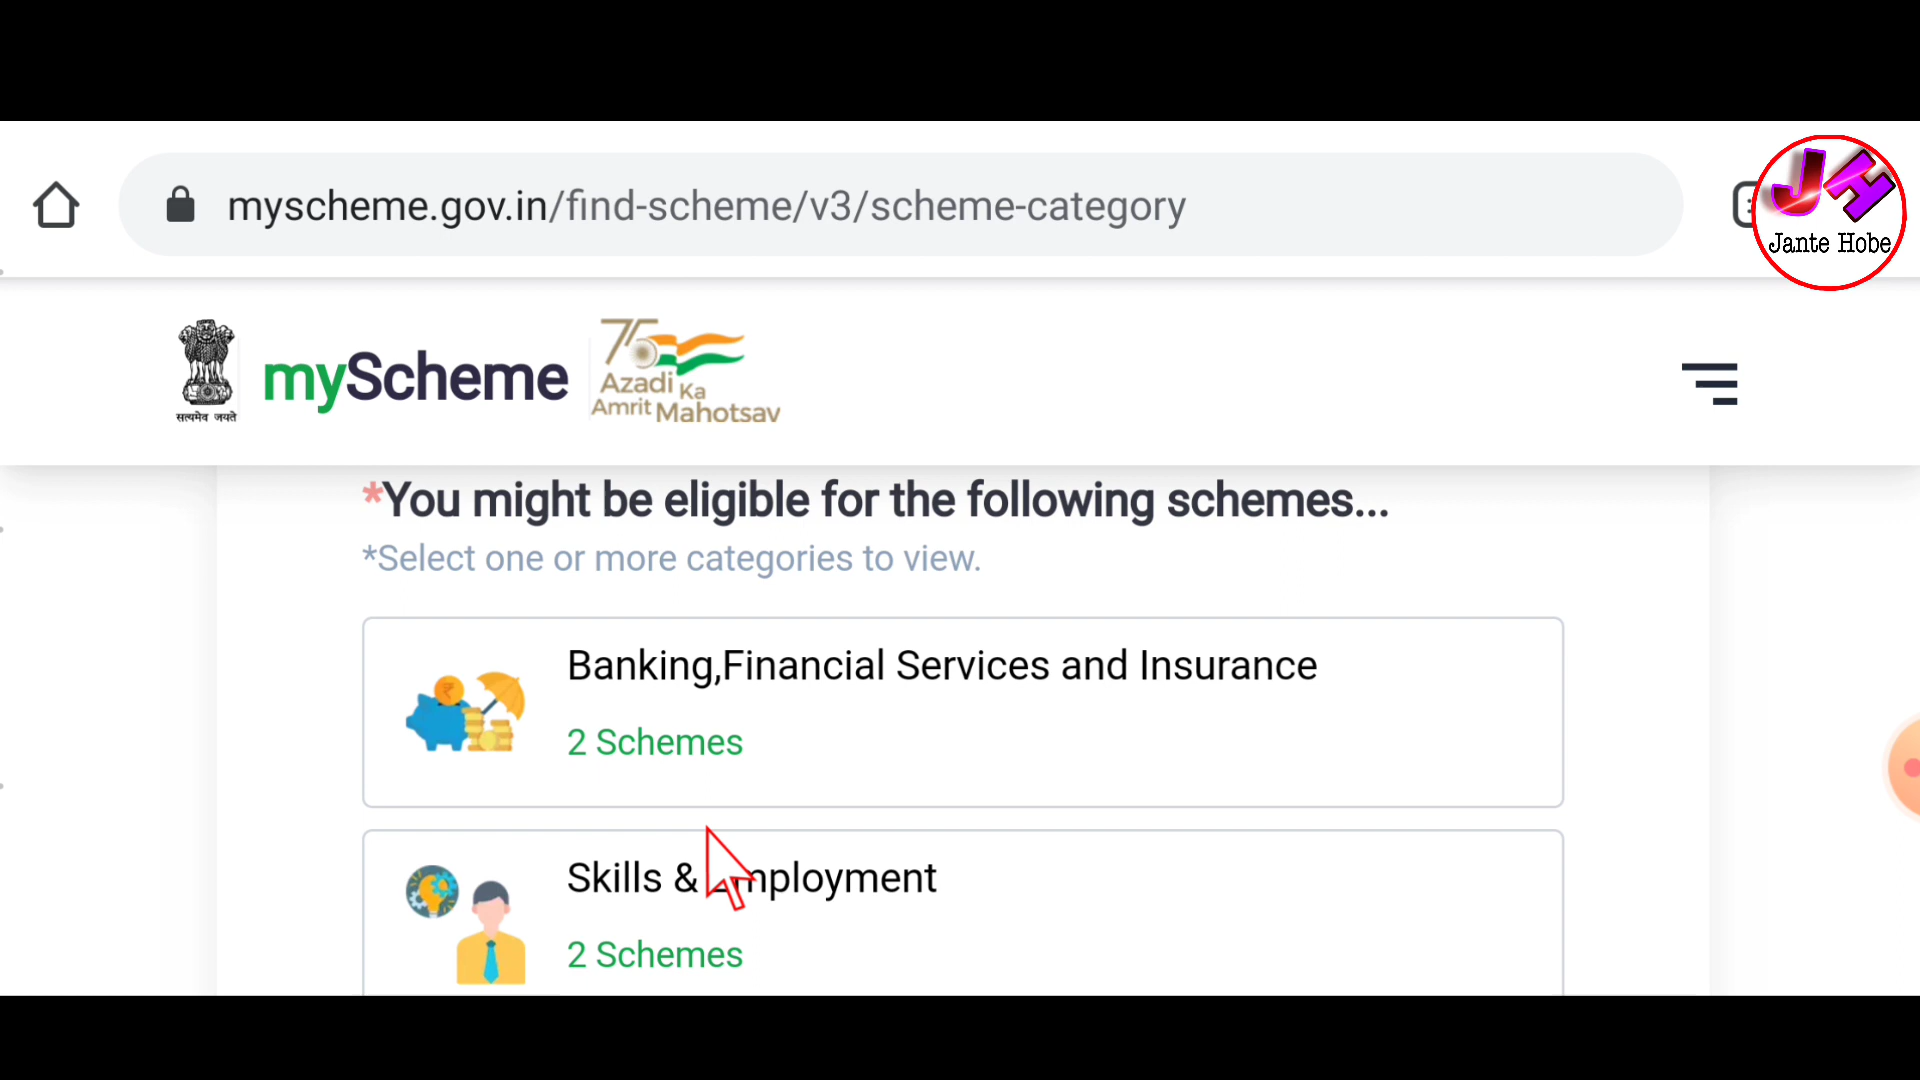 myscheme.gov.in/find-scheme/v3/scheme-category
JH
Jante Hobe
सत्यमेव जयते
myScheme
75
Azadi Ka
Amrit Mahotsav
*You might be eligible for the following schemes...
*Select one or more categories to view.
Banking,Financial Services and Insurance
2 Schemes
Skills & Employment
2 Schemes